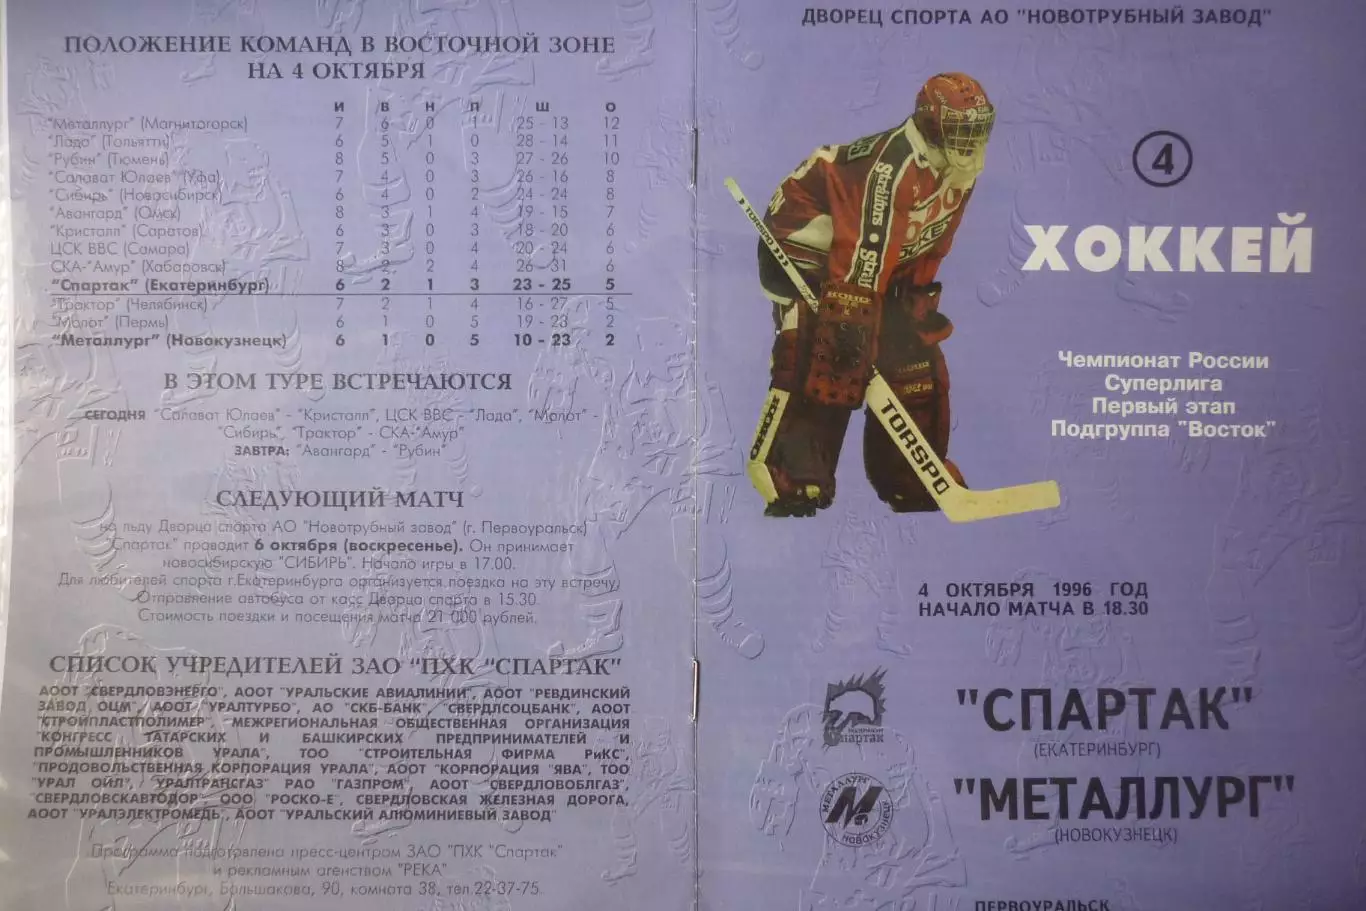 ПОЛОЖЕНИЕ КОМАНД В ВОСТОЧНОЙ ЗОНЕ
НА 4 ОКТЯБРЯ
И В Н П Ш О
"Металлург" (Магнитогорск) 7 6 0 1 25 - 13 12
"Лада" (Тольятти) 6 5 1 0 28 - 14 11
"Рубин" (Тюмень) 8 5 0 3 27 - 26 10
"Салават Юлаев" (Уфа) 7 4 0 3 26 - 16 8
"Сибирь" (Новосибирск) 6 4 0 2 24 - 24 8
"Авангард" (Омск) 8 3 1 4 19 - 15 7
"Кристалл" (Саратов) 6 3 0 3 18 - 20 6
ЦСК ВВС (Самара) 7 3 0 4 20 - 24 6
СКА-"Амур" (Хабаровск) 8 2 2 4 26 - 31 6
"Спартак" (Екатеринбург) 6 2 1 3 23 - 25 5
"Трактор" (Челябинск) 7 2 1 4 16 - 27 5
"Молот" (Пермь) 6 1 0 5 19 - 23 2
"Металлург" (Новокузнецк) 6 1 0 5 10 - 23 2
В ЭТОМ ТУРЕ ВСТРЕЧАЮТСЯ
СЕГОДНЯ "Салават Юлаев" - "Кристалл", ЦСК ВВС - "Лада", "Молот" -
"Сибирь", "Трактор" - СКА-"Амур"
ЗАВТРА: "Авангард" - "Рубин"
СЛЕДУЮЩИЙ МАТЧ
на льду Дворца спорта АО "Новотрубный завод" (г. Первоуральск)
"Спартак" проводит 6 октября (воскресенье). Он принимает
новосибирскую "СИБИРЬ". Начало игры в 17.00.
Для любителей спорта г.Екатеринбурга организуется поездка на эту встречу.
Отправление автобуса от касс Дворца спорта в 15.30.
Стоимость поездки и посещения матча 21 000 рублей.
СПИСОК УЧРЕДИТЕЛЕЙ ЗАО "ПХК "СПАРТАК"
АООТ "СВЕРДЛОВЭНЕРГО", АООТ "УРАЛЬСКИЕ АВИАЛИНИИ", АООТ "РЕВДИНСКИЙ
ЗАВОД ОЦМ", АООТ "УРАЛТУРБО", АО "СКБ-БАНК", СВЕРДЛСОЦБАНК", АООТ
"СТРОЙПЛАСТПОЛИМЕР", МЕЖРЕГИОНАЛЬНАЯ ОБЩЕСТВЕННАЯ ОРГАНИЗАЦИЯ
"КОНГРЕСС ТАТАРСКИХ И БАШКИРСКИХ ПРЕДПРИНИМАТЕЛЕЙ И
ПРОМЫШЛЕННИКОВ УРАЛА", ТОО "СТРОИТЕЛЬНАЯ ФИРМА РиКС",
"ПРОДОВОЛЬСТВЕННАЯ КОРПОРАЦИЯ УРАЛА", АООТ "КОРПОРАЦИЯ "ЯВА", ТОО
"УРАЛ ОЙЛ", УРАЛТРАНСГАЗ" РАО "ГАЗПРОМ", АООТ "СВЕРДЛОВОБЛГАЗ",
"СВЕРДЛОВСКАВТОДОР", ООО "РОСКО-Е", СВЕРДЛОВСКАЯ ЖЕЛЕЗНАЯ ДОРОГА,
АООТ "УРАЛЭЛЕКТРОМЕДЬ", АООТ "УРАЛЬСКИЙ АЛЮМИНИЕВЫЙ ЗАВОД"
Программа подготовлена пресс-центром ЗАО "ПХК "Спартак"
и рекламным агенством "РЕКА"
Екатеринбург, Большакова, 90, комната 38, тел.22-37-75.
ДВОРЕЦ СПОРТА АО "НОВОТРУБНЫЙ ЗАВОД"
4
ХОККЕЙ
29
TORSPO
KOHO
TORSPO
Чемпионат России
Суперлига
Первый этап
Подгруппа "Восток"
4 ОКТЯБРЯ 1996 ГОД
НАЧАЛО МАТЧА В 18.30
Спартак
"СПАРТАК"
(ЕКАТЕРИНБУРГ)
МЕТАЛЛУРГ
НОВОКУЗНЕЦК
"МЕТАЛЛУРГ"
(НОВОКУЗНЕЦК)
ПЕРВОУРАЛЬСК